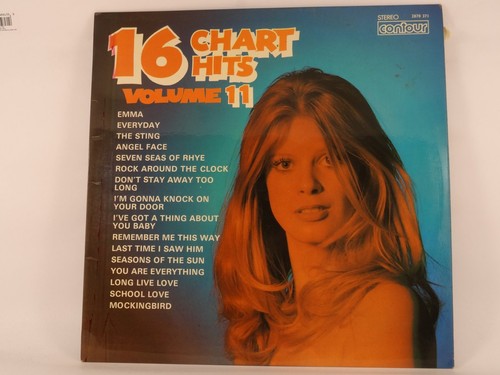 16 CHART
HITS
VOLUME 11
STEREO
contour
EMMA
EVERYDAY
THE STING
ANGEL FACE
SEVEN SEAS OF RHYE
ROCK AROUND THE CLOCK
DON'T STAY AWAY TOO
LONG
I'M GONNA KNOCK ON
YOUR DOOR
I'VE GOT A THING ABOUT
YOU BABY
REMEMBER ME THIS WAY
LAST TIME I SAW HIM
SEASONS OF THE SUN
YOU ARE EVERYTHING
LONG LIVE LOVE
SCHOOL LOVE
MOCKINGBIRD